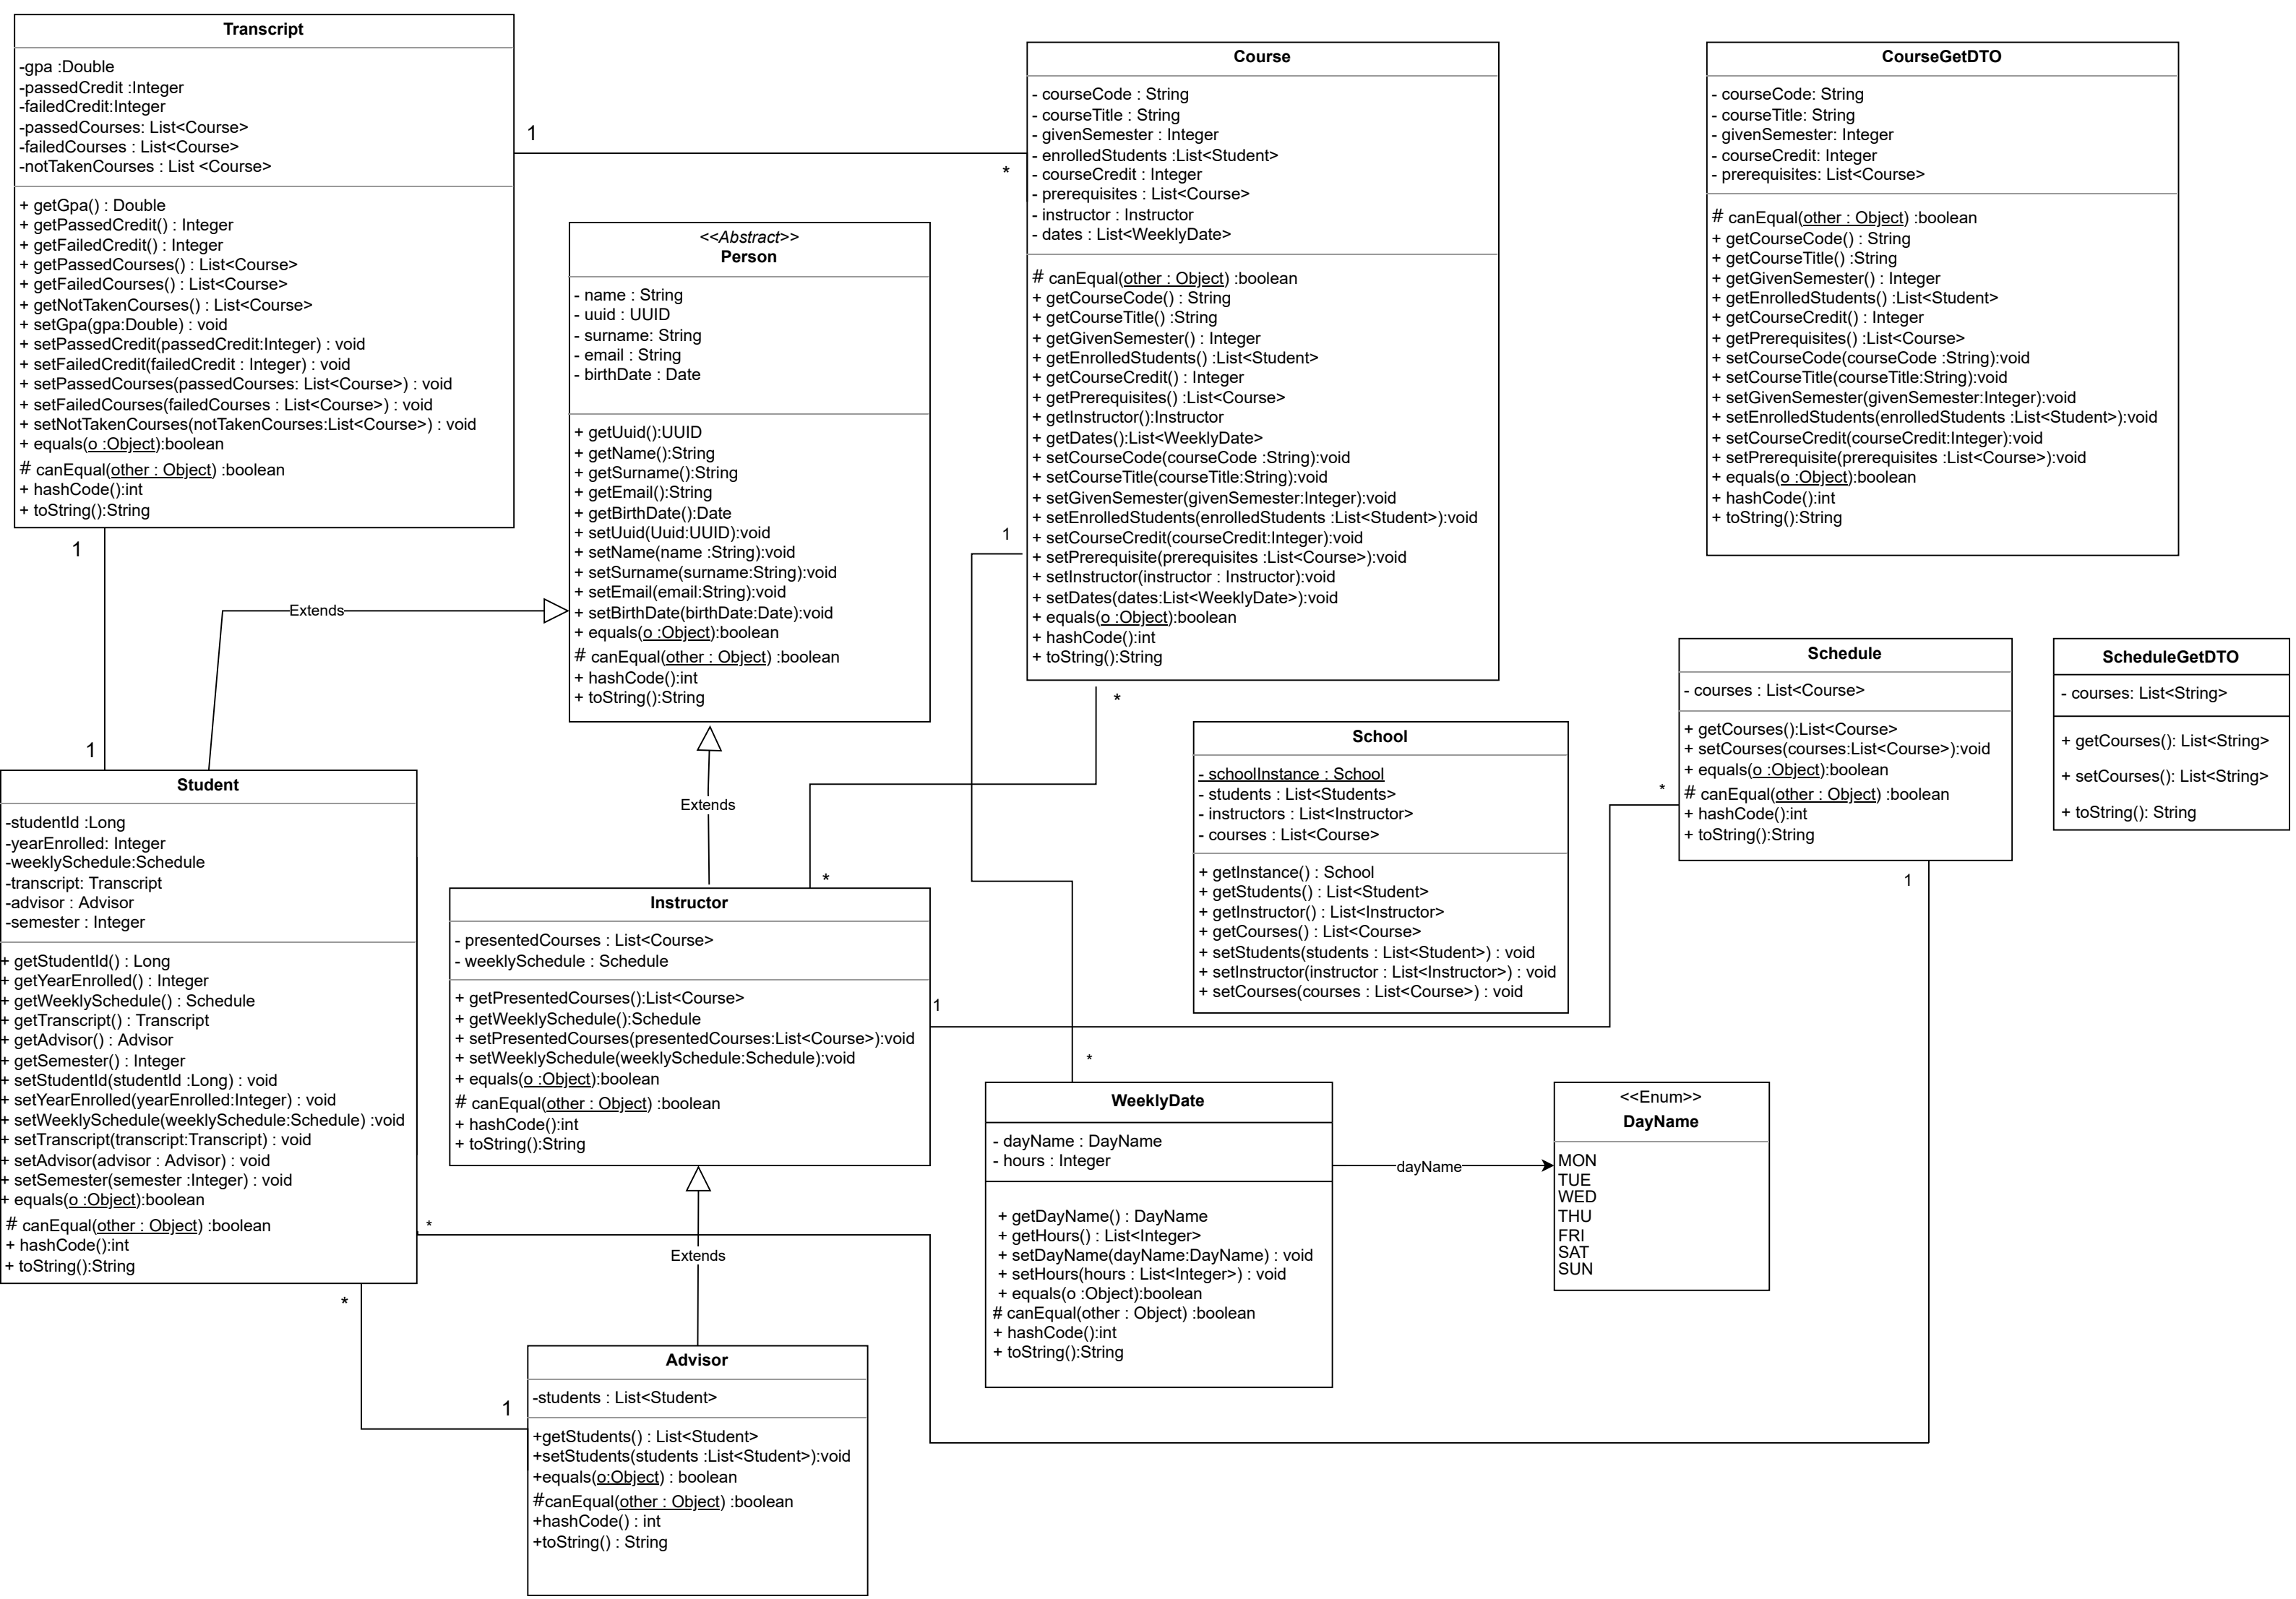 Transcript
-gpa :Double
-passedCredit :Integer
-failedCredit:Integer
-passedCourses: List<Course>
-failedCourses : List<Course>
-notTakenCourses : List <Course>
+ getGpa() : Double
+ getPassedCredit() : Integer
+ getFailedCredit() : Integer
+ getPassedCourses() : List<Course>
+ getFailedCourses() : List<Course>
+ getNotTakenCourses() : List<Course>
+ setGpa(gpa:Double) : void
+ setPassedCredit(passedCredit:Integer) : void
+ setFailedCredit(failedCredit : Integer) : void
+ setPassedCourses(passedCourses: List<Course>) : void
+ setFailedCourses(failedCourses : List<Course>) : void
+ setNotTakenCourses(notTakenCourses:List<Course>) : void
+ equals(o :Object):boolean
# canEqual(other : Object) :boolean
+ hashCode():int
+ toString():String
1
*
1
1
<<Abstract>>
Person
- name : String
- uuid : UUID
- surname: String
- email : String
- birthDate : Date
+ getUuid():UUID
+ getName():String
+ getSurname():String
+ getEmail():String
+ getBirthDate():Date
+ setUuid(Uuid:UUID):void
+ setName(name :String):void
+ setSurname(surname:String):void
+ setEmail(email:String):void
+ setBirthDate(birthDate:Date):void
+ equals(o :Object):boolean
# canEqual(other : Object) :boolean
+ hashCode():int
+ toString():String
Extends
Extends
Course
- courseCode : String
- courseTitle : String
- givenSemester : Integer
- enrolledStudents :List<Student>
- courseCredit : Integer
- prerequisites : List<Course>
- instructor : Instructor
- dates : List<WeeklyDate>
# canEqual(other : Object) :boolean
+ getCourseCode() : String
+ getCourseTitle() :String
+ getGivenSemester() : Integer
+ getEnrolledStudents() :List<Student>
+ getCourseCredit() : Integer
+ getPrerequisites() :List<Course>
+ getInstructor():Instructor
+ getDates():List<WeeklyDate>
+ setCourseCode(courseCode :String):void
+ setCourseTitle(courseTitle:String):void
+ setGivenSemester(givenSemester:Integer):void
+ setEnrolledStudents(enrolledStudents :List<Student>):void
+ setCourseCredit(courseCredit:Integer):void
+ setPrerequisite(prerequisites :List<Course>):void
+ setInstructor(instructor : Instructor):void
+ setDates(dates:List<WeeklyDate>):void
+ equals(o :Object):boolean
+ hashCode():int
+ toString():String
1
*
*
CourseGetDTO
- courseCode: String
- courseTitle: String
- givenSemester: Integer
- courseCredit: Integer
- prerequisites: List<Course>
# canEqual(other : Object) :boolean
+ getCourseCode() : String
+ getCourseTitle() :String
+ getGivenSemester() : Integer
+ getEnrolledStudents() :List<Student>
+ getCourseCredit() : Integer
+ getPrerequisites() :List<Course>
+ setCourseCode(courseCode :String):void
+ setCourseTitle(courseTitle:String):void
+ setGivenSemester(givenSemester:Integer):void
+ setEnrolledStudents(enrolledStudents :List<Student>):void
+ setCourseCredit(courseCredit:Integer):void
+ setPrerequisite(prerequisites :List<Course>):void
+ equals(o :Object):boolean
+ hashCode():int
+ toString():String
School
- schoolInstance : School
- students : List<Students>
- instructors : List<Instructor>
- courses : List<Course>
+ getInstance() : School
+ getStudents() : List<Student>
+ getInstructor() : List<Instructor>
+ getCourses() : List<Course>
+ setStudents(students : List<Student>) : void
+ setInstructor(instructor : List<Instructor>) : void
+ setCourses(courses : List<Course>) : void
Schedule
- courses : List<Course>
+ getCourses():List<Course>
+ setCourses(courses:List<Course>):void
+ equals(o :Object):boolean
# canEqual(other : Object) :boolean
+ hashCode():int
+ toString():String
*
1
ScheduleGetDTO
- courses: List<String>
+ getCourses(): List<String>
+ setCourses(): List<String>
+ toString(): String
Student
-studentId :Long
-yearEnrolled: Integer
-weeklySchedule:Schedule
-transcript: Transcript
-advisor : Advisor
-semester : Integer
+ getStudentId() : Long
+ getYearEnrolled() : Integer
+ getWeeklySchedule() : Schedule
+ getTranscript() : Transcript
+ getAdvisor() : Advisor
+ getSemester() : Integer
+ setStudentId(studentId :Long) : void
+ setYearEnrolled(yearEnrolled:Integer) : void
+ setWeeklySchedule(weeklySchedule:Schedule) :void
+ setTranscript(transcript:Transcript) : void
+ setAdvisor(advisor : Advisor) : void
+ setSemester(semester :Integer) : void
+ equals(o :Object):boolean
# canEqual(other : Object) :boolean
+ hashCode():int
+ toString():String
*
*
Instructor
- presentedCourses : List<Course>
- weeklySchedule : Schedule
+ getPresentedCourses():List<Course>
+ getWeeklySchedule():Schedule
+ setPresentedCourses(presentedCourses:List<Course>):void
+ setWeeklySchedule(weeklySchedule:Schedule):void
+ equals(o :Object):boolean
# canEqual(other : Object) :boolean
+ hashCode():int
+ toString():String
1
Extends
*
WeeklyDate
- dayName : DayName
- hours : Integer
+ getDayName() : DayName
+ getHours() : List<Integer>
+ setDayName(dayName:DayName) : void
+ setHours(hours : List<Integer>) : void
+ equals(o :Object):boolean
# canEqual(other : Object) :boolean
+ hashCode():int
+ toString():String
dayName
<<Enum>>
DayName
MON
TUE
WED
THU
FRI
SAT
SUN
1
Advisor
-students : List<Student>
+getStudents() : List<Student>
+setStudents(students :List<Student>):void
+equals(o:Object) : boolean
#canEqual(other : Object) :boolean
+hashCode() : int
+toString() : String